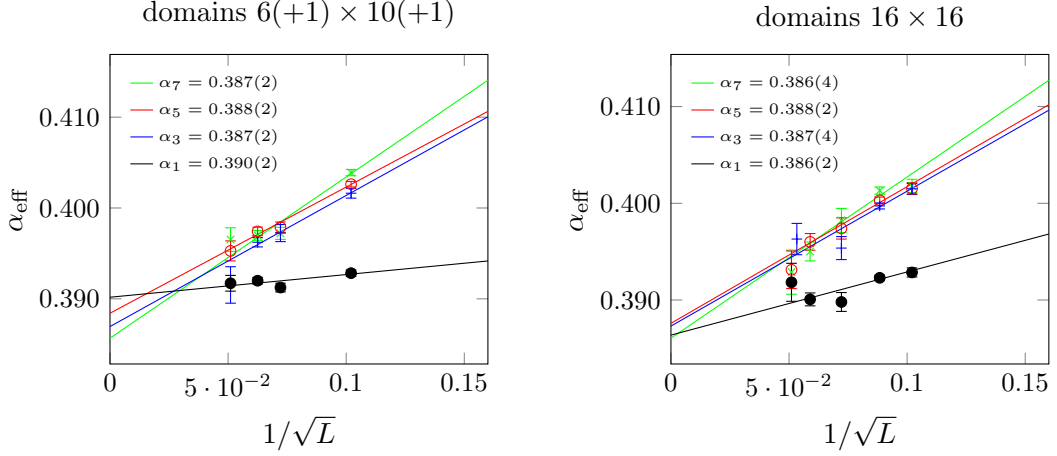 domains 6(+1) × 10(+1)
α7 = 0.387(2)
α5 = 0.388(2)
α3 = 0.387(2)
α1 = 0.390(2)
0.410
0.400
0.390
αeff
0
5 · 10−2
0.1
0.15
1/√L
domains 16 × 16
α7 = 0.386(4)
α5 = 0.388(2)
α3 = 0.387(4)
α1 = 0.386(2)
0.410
0.400
0.390
αeff
0
5 · 10−2
0.1
0.15
1/√L